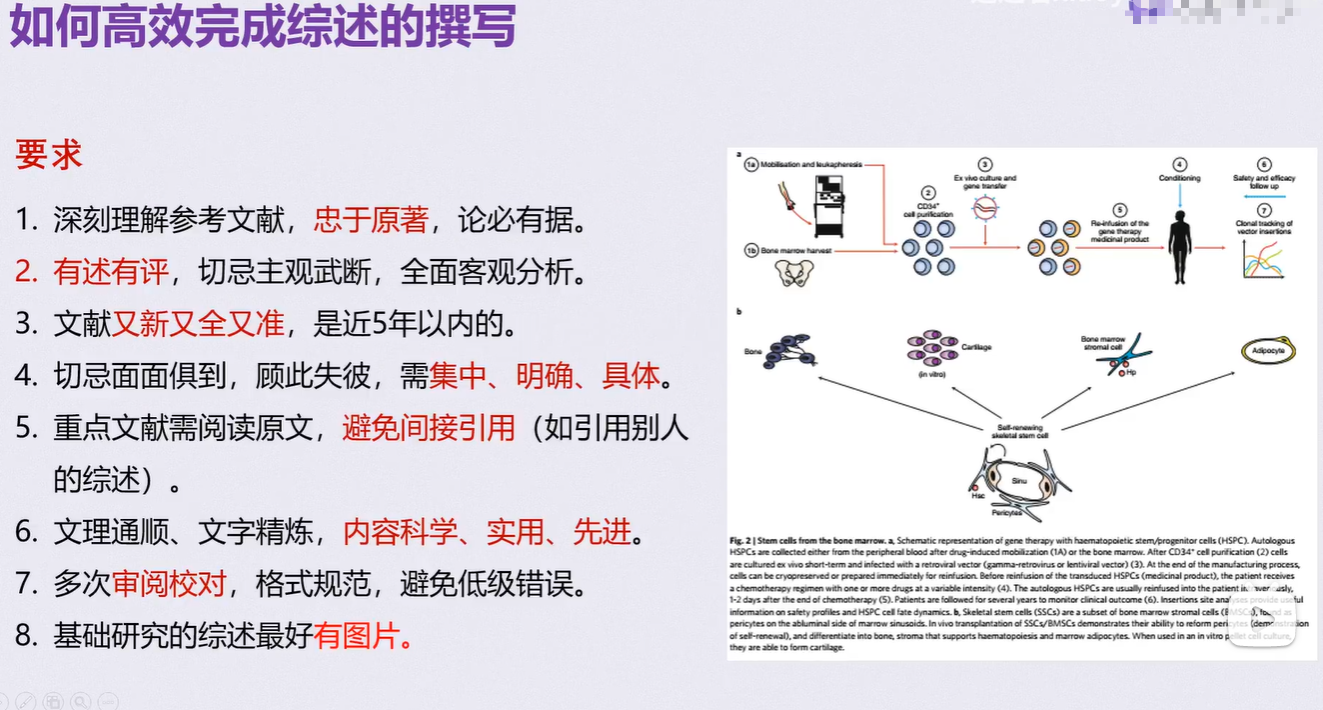 如何高效完成综述的撰写
要求
1. 深刻理解参考文献，忠于原著，论必有据。
2. 有述有评，切忌主观武断，全面客观分析。
3. 文献又新又全又准，是近5年以内的。
4. 切忌面面俱到，顾此失彼，需集中、明确、具体。
5. 重点文献需阅读原文，避免间接引用（如引用别人
的综述）。
6. 文理通顺、文字精炼，内容科学、实用、先进。
7. 多次审阅校对，格式规范，避免低级错误。
8. 基础研究的综述最好有图片。
a
1a Mobilisation and leukapheresis
1b Bone marrow harvest
2
CD34⁺
cell purification
3
Ex vivo culture and
gene transfer
5
Re-infusion of the
gene therapy
medicinal product
4
Conditioning
6
Safety and efficacy
follow up
7
Clonal tracking of
vector insertions
b
Bone
Cartilage
(in vitro)
Bone marrow
stromal cell
Hp
Adipocyte
Self-renewing
skeletal stem cell
Sinu
Hsc
Pericytes
Fig. 2 | Stem cells from the bone marrow. a, Schematic representation of gene therapy with haematopoietic stem/progenitor cells (HSPC). Autologous
HSPCs are collected either from the peripheral blood after drug-induced mobilization (1A) or the bone marrow. After CD34⁺ cell purification (2) cells
are cultured ex vivo short-term and infected with a retroviral vector (gamma-retrovirus or lentiviral vector) (3). At the end of the manufacturing process,
cells can be cryopreserved or prepared immediately for reinfusion. Before reinfusion of the transduced HSPCs (medicinal product), the patient receives
a chemotherapy regimen with one or more drugs at a variable intensity (4). The autologous HSPCs are usually reinfused into the patient
1-2 days after the end of chemotherapy (5). Patients are followed for several years to monitor clinical outcome (6). Insertions site analyses provide useful
information on safety profiles and HSPC cell fate dynamics. b, Skeletal stem cells (SSCs) are a subset of bone marrow stromal cells (BMSCs), found as
pericytes on the abluminal side of marrow sinusoids. In vivo transplantation of SSCs/BMSCs demonstrates their ability to reform pericytes (demonstration
of self-renewal), and differentiate into bone, stroma that supports haematopoiesis and marrow adipocytes. When used in an in vitro pellet cell culture,
they are able to form cartilage.